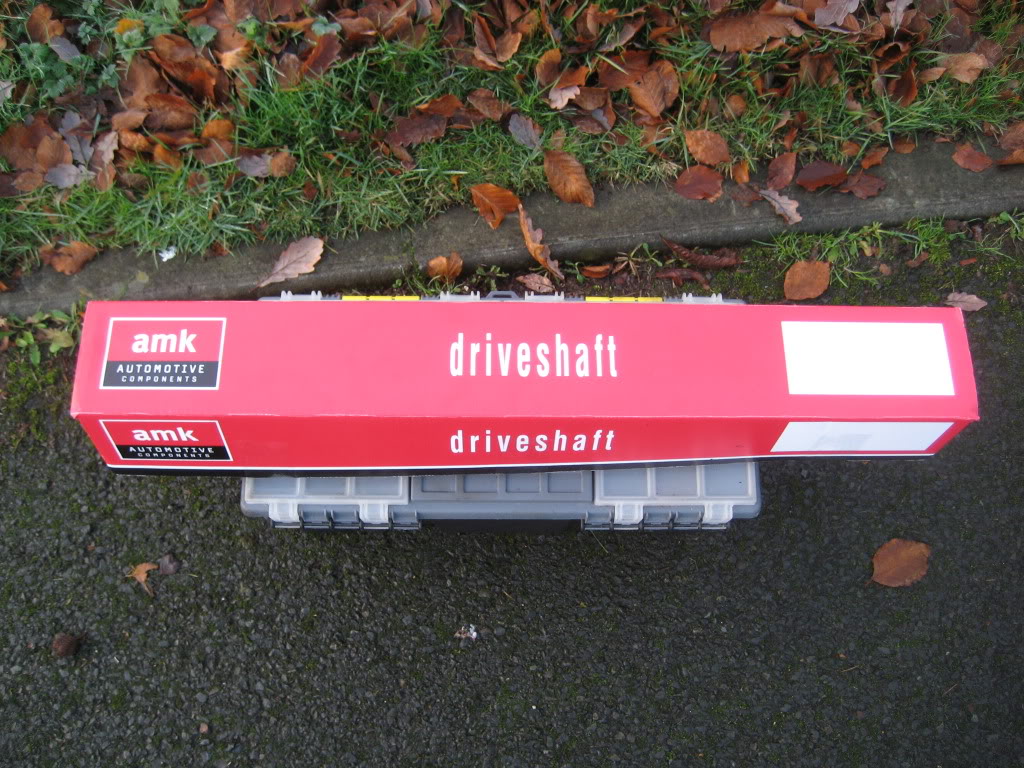 amk
AUTOMOTIVE
COMPONENTS
driveshaft
amk
AUTOMOTIVE
COMPONENTS
driveshaft